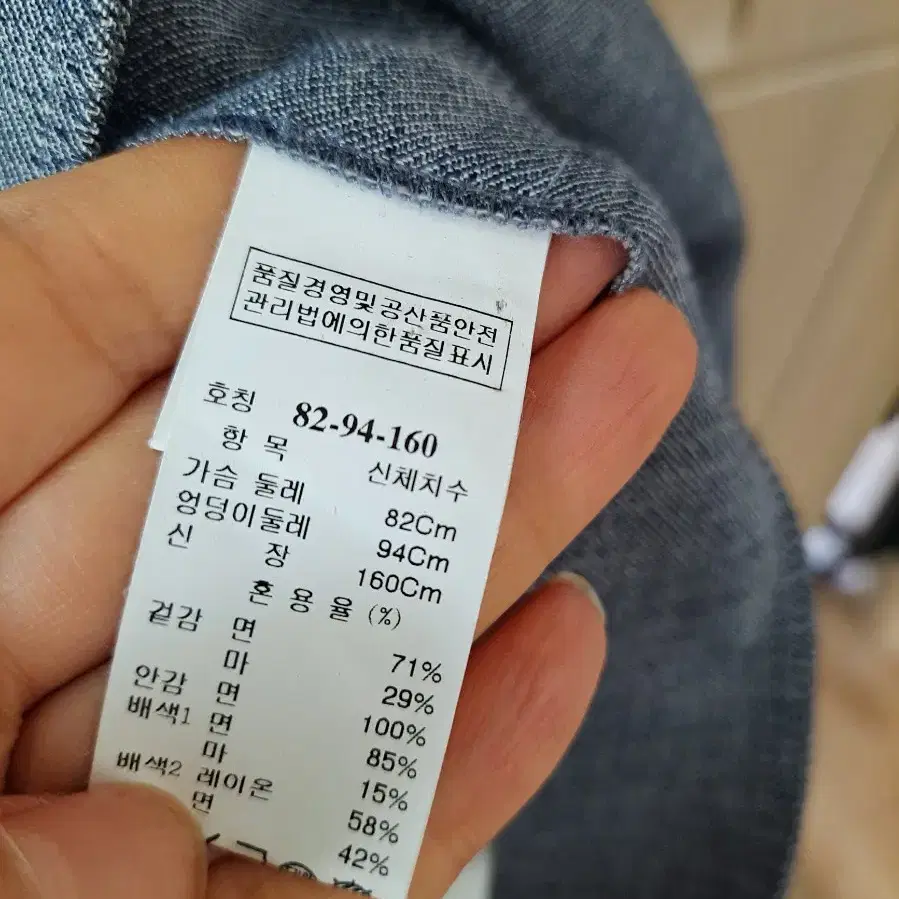 품질경영및공산품안전
관리법에의한품질표시
호칭 82-94-160
항 목 신체치수
가슴 둘레 82Cm
엉덩이둘레 94Cm
신 장 160Cm
혼 용 율 (%)
겉감 면 71%
마 29%
안감 면 100%
배색1 면 85%
마 15%
배색2 레이온 58%
면 42%